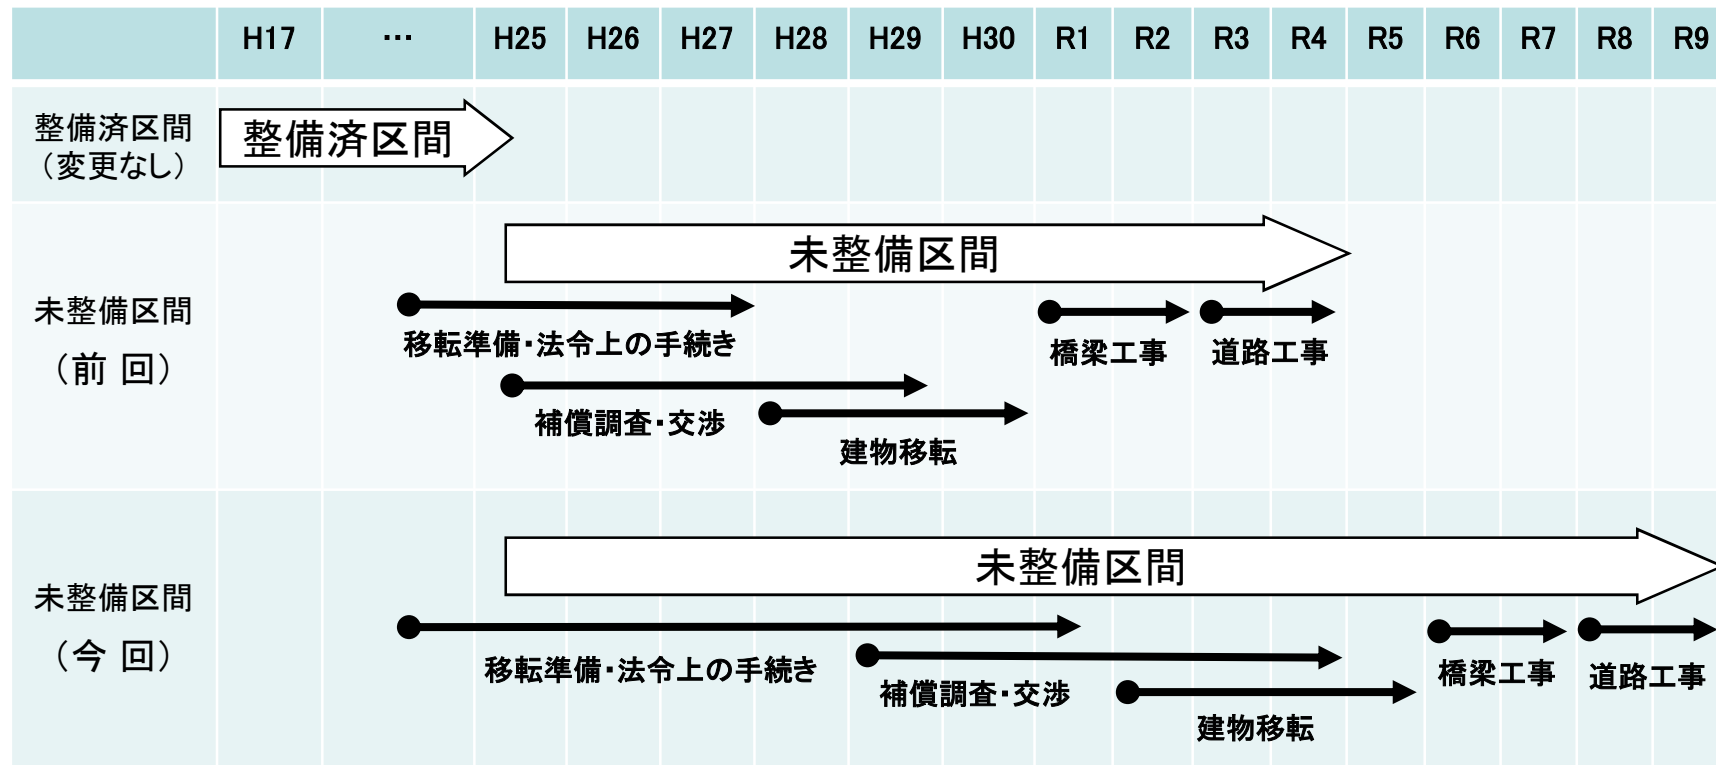 H17 … H25 H26 H27 H28 H29 H30 R1 R2 R3 R4 R5 R6 R7 R8 R9
整備済区間
（変更なし）
整備済区間
未整備区間
（前 回）
未整備区間
移転準備・法令上の手続き
橋梁工事
道路工事
補償調査・交渉
建物移転
未整備区間
（今 回）
未整備区間
移転準備・法令上の手続き
補償調査・交渉
建物移転
橋梁工事
道路工事